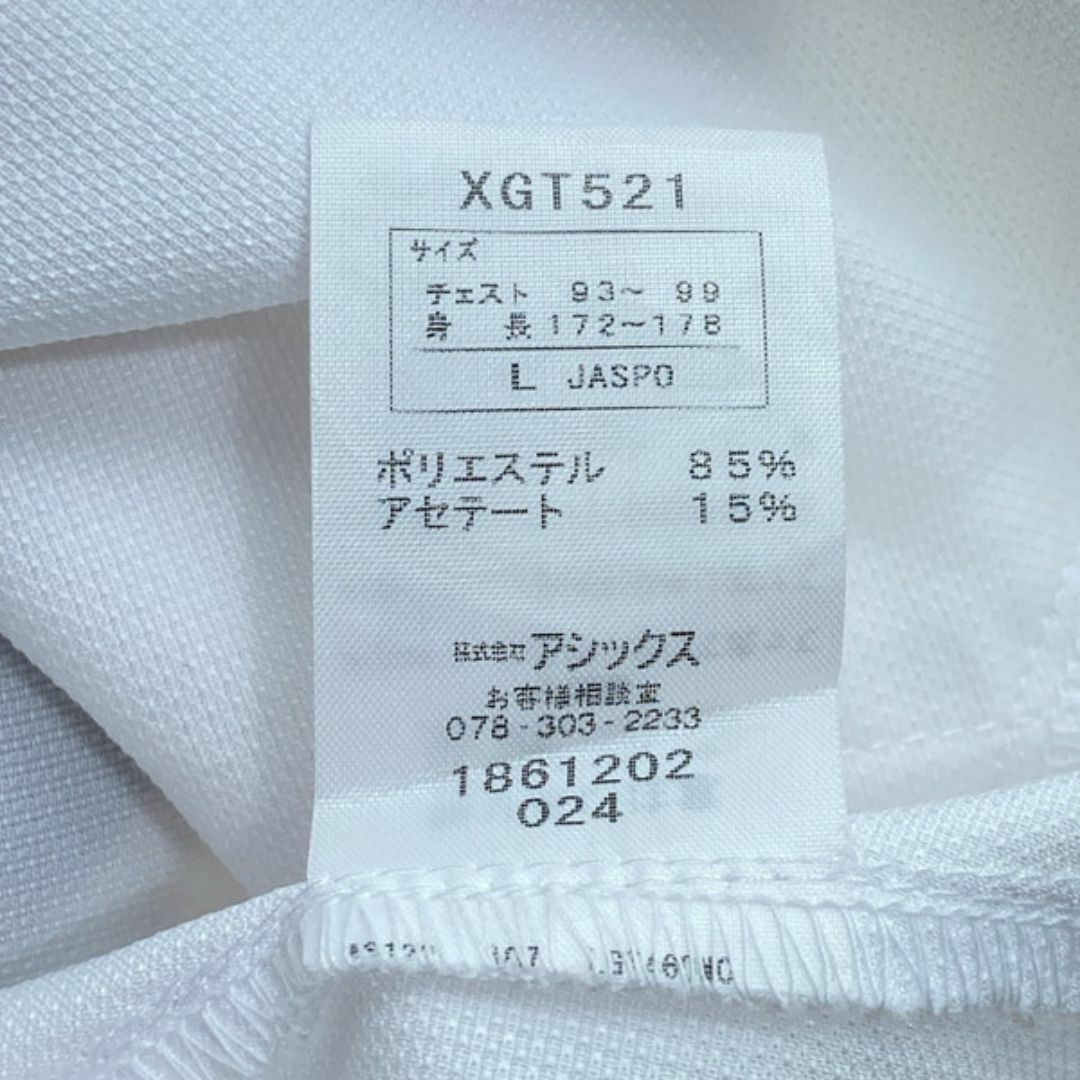 XGT521
サイズ
チェスト 93～ 99
身 長 172～178
L JASPO
ポリエステル 85%
アセテート 15%
株式会社 アシックス
お客様相談室
078-303-2233
1861202
024